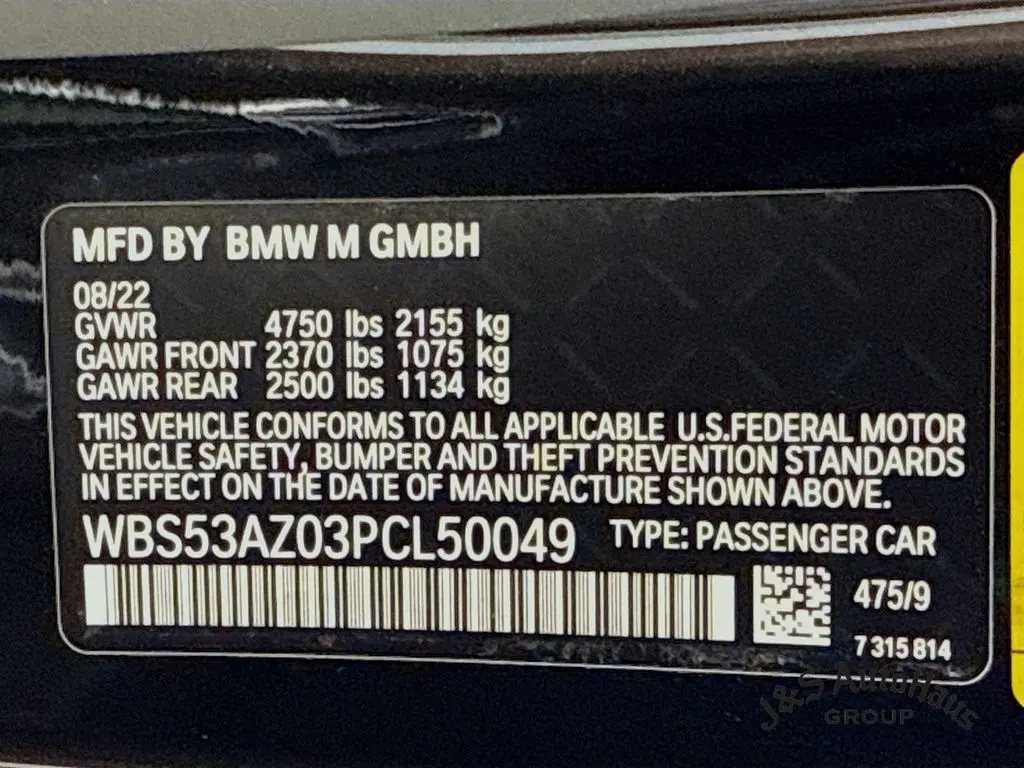 MFD BY BMW M GMBH
08/22
GVWR 4750 lbs 2155 kg
GAWR FRONT 2370 lbs 1075 kg
GAWR REAR 2500 lbs 1134 kg
THIS VEHICLE CONFORMS TO ALL APPLICABLE U.S.FEDERAL MOTOR
VEHICLE SAFETY, BUMPER AND THEFT PREVENTION STANDARDS
IN EFFECT ON THE DATE OF MANUFACTURE SHOWN ABOVE.
WBS53AZ03PCL50049 TYPE: PASSENGER CAR
475/9
7 315 814
J&S AutoHaus
GROUP